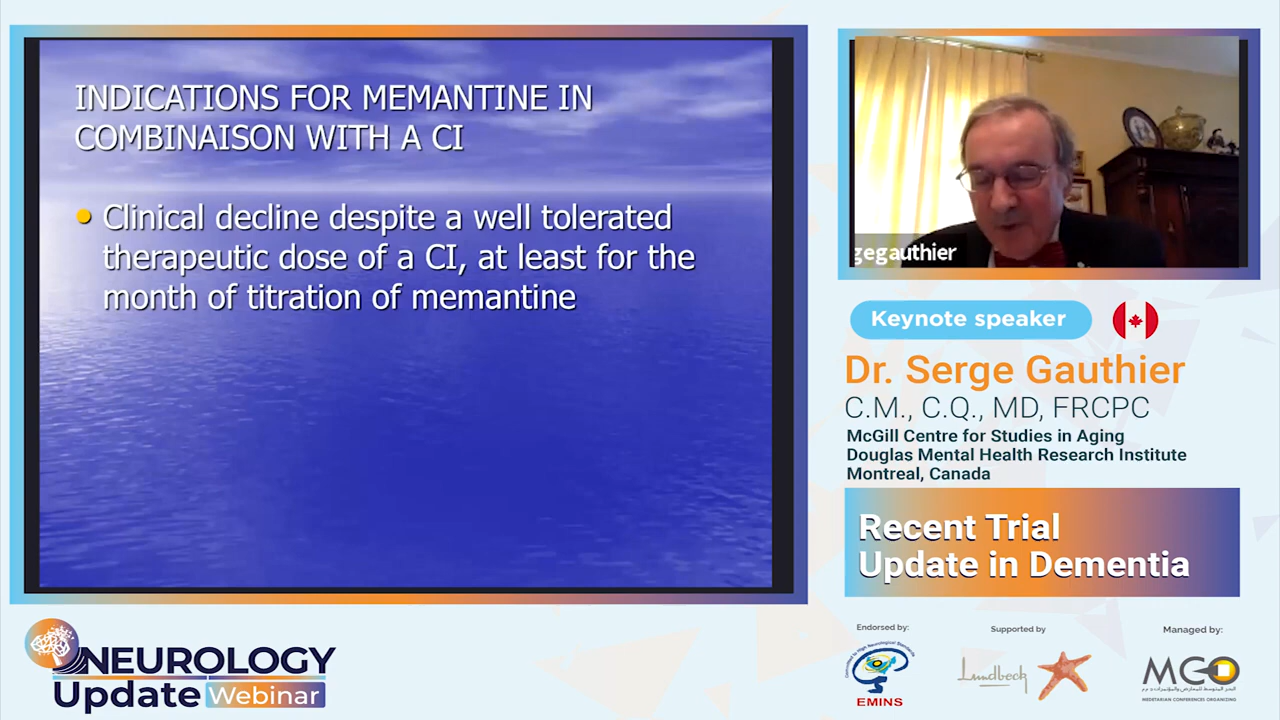 INDICATIONS FOR MEMANTINE IN
COMBINAISON WITH A CI
Clinical decline despite a well tolerated
therapeutic dose of a CI, at least for the
month of titration of memantine
gegauthier
Keynote speaker
Dr. Serge Gauthier
C.M., C.Q., MD, FRCPC
McGill Centre for Studies in Aging
Douglas Mental Health Research Institute
Montreal, Canada
Recent Trial
Update in Dementia
NEUROLOGY
Update Webinar
Endorsed by:
EMINS
Supported by
Lundbeck
Managed by:
MCO
MEDITARIAN CONFERENCES ORGANIZING